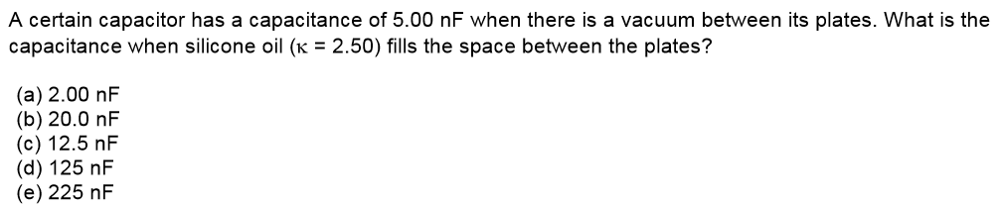 A certain capacitor has a capacitance of 5.00 nF when there is a vacuum between its plates. What is the
capacitance when silicone oil (κ = 2.50) fills the space between the plates?
(a) 2.00 nF
(b) 20.0 nF
(c) 12.5 nF
(d) 125 nF
(e) 225 nF